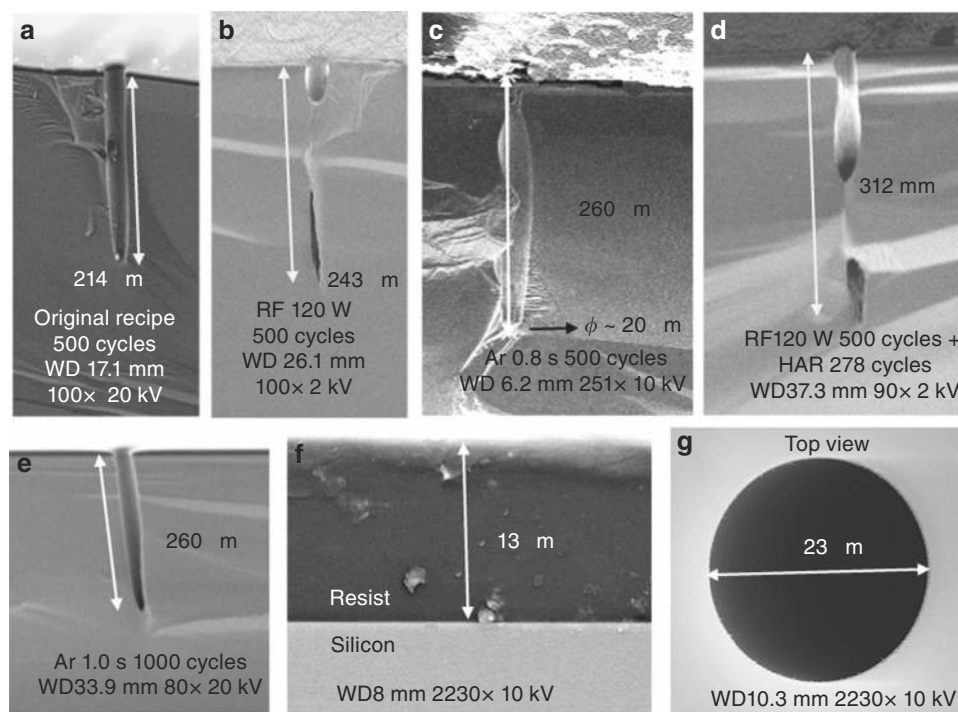 a
214 m
Original recipe
500 cycles
WD 17.1 mm
100× 20 kV
b
243 m
RF 120 W
500 cycles
WD 26.1 mm
100× 2 kV
c
260 m
ϕ ~ 20 m
Ar 0.8 s 500 cycles
WD 6.2 mm 251× 10 kV
d
312 mm
RF120 W 500 cycles +
HAR 278 cycles
WD37.3 mm 90× 2 kV
e
260 m
Ar 1.0 s 1000 cycles
WD33.9 mm 80× 20 kV
f
13 m
Resist
Silicon
WD8 mm 2230× 10 kV
g
Top view
23 m
WD10.3 mm 2230× 10 kV